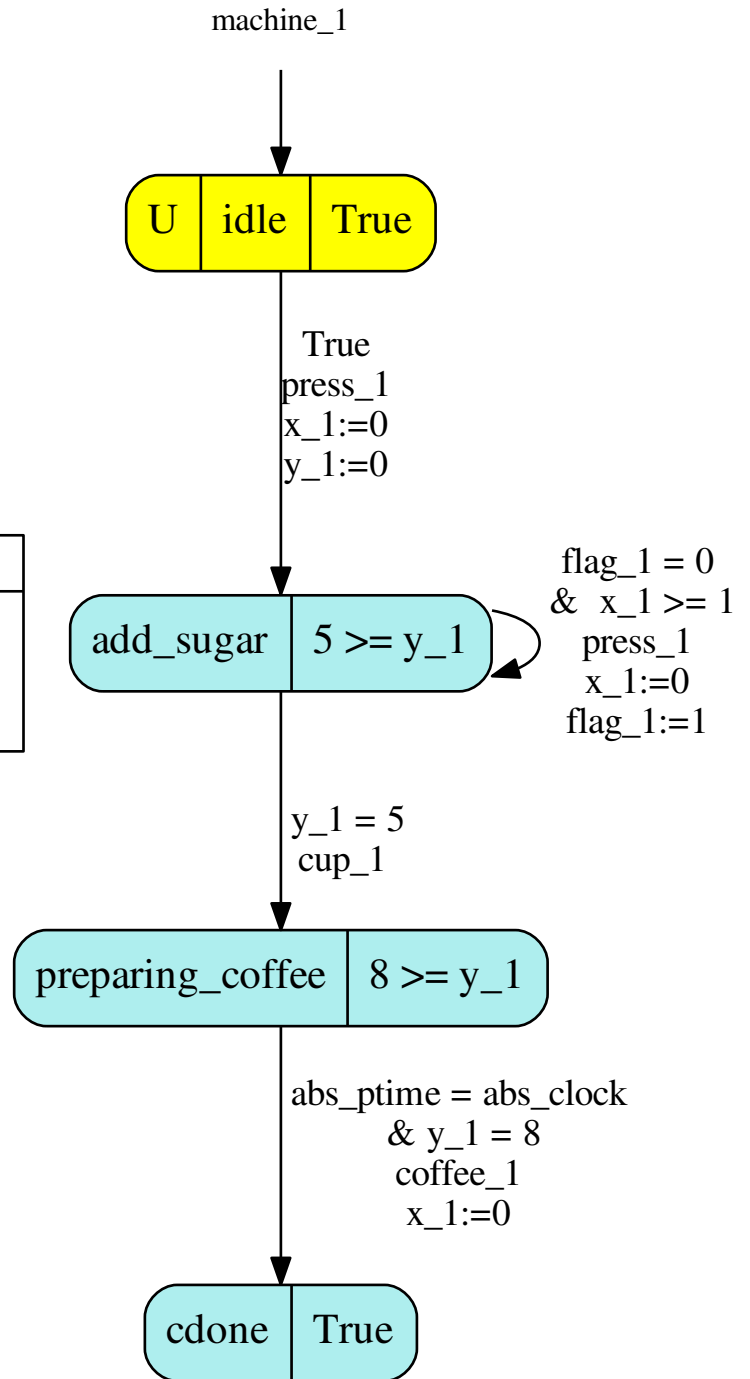 machine_1
U idle True
True
press_1
x_1:=0
y_1:=0
flag_1 = 0
& x_1 >= 1
press_1
x_1:=0
flag_1:=1
add_sugar 5 >= y_1
y_1 = 5
cup_1
preparing_coffee 8 >= y_1
abs_ptime = abs_clock
& y_1 = 8
coffee_1
x_1:=0
cdone True